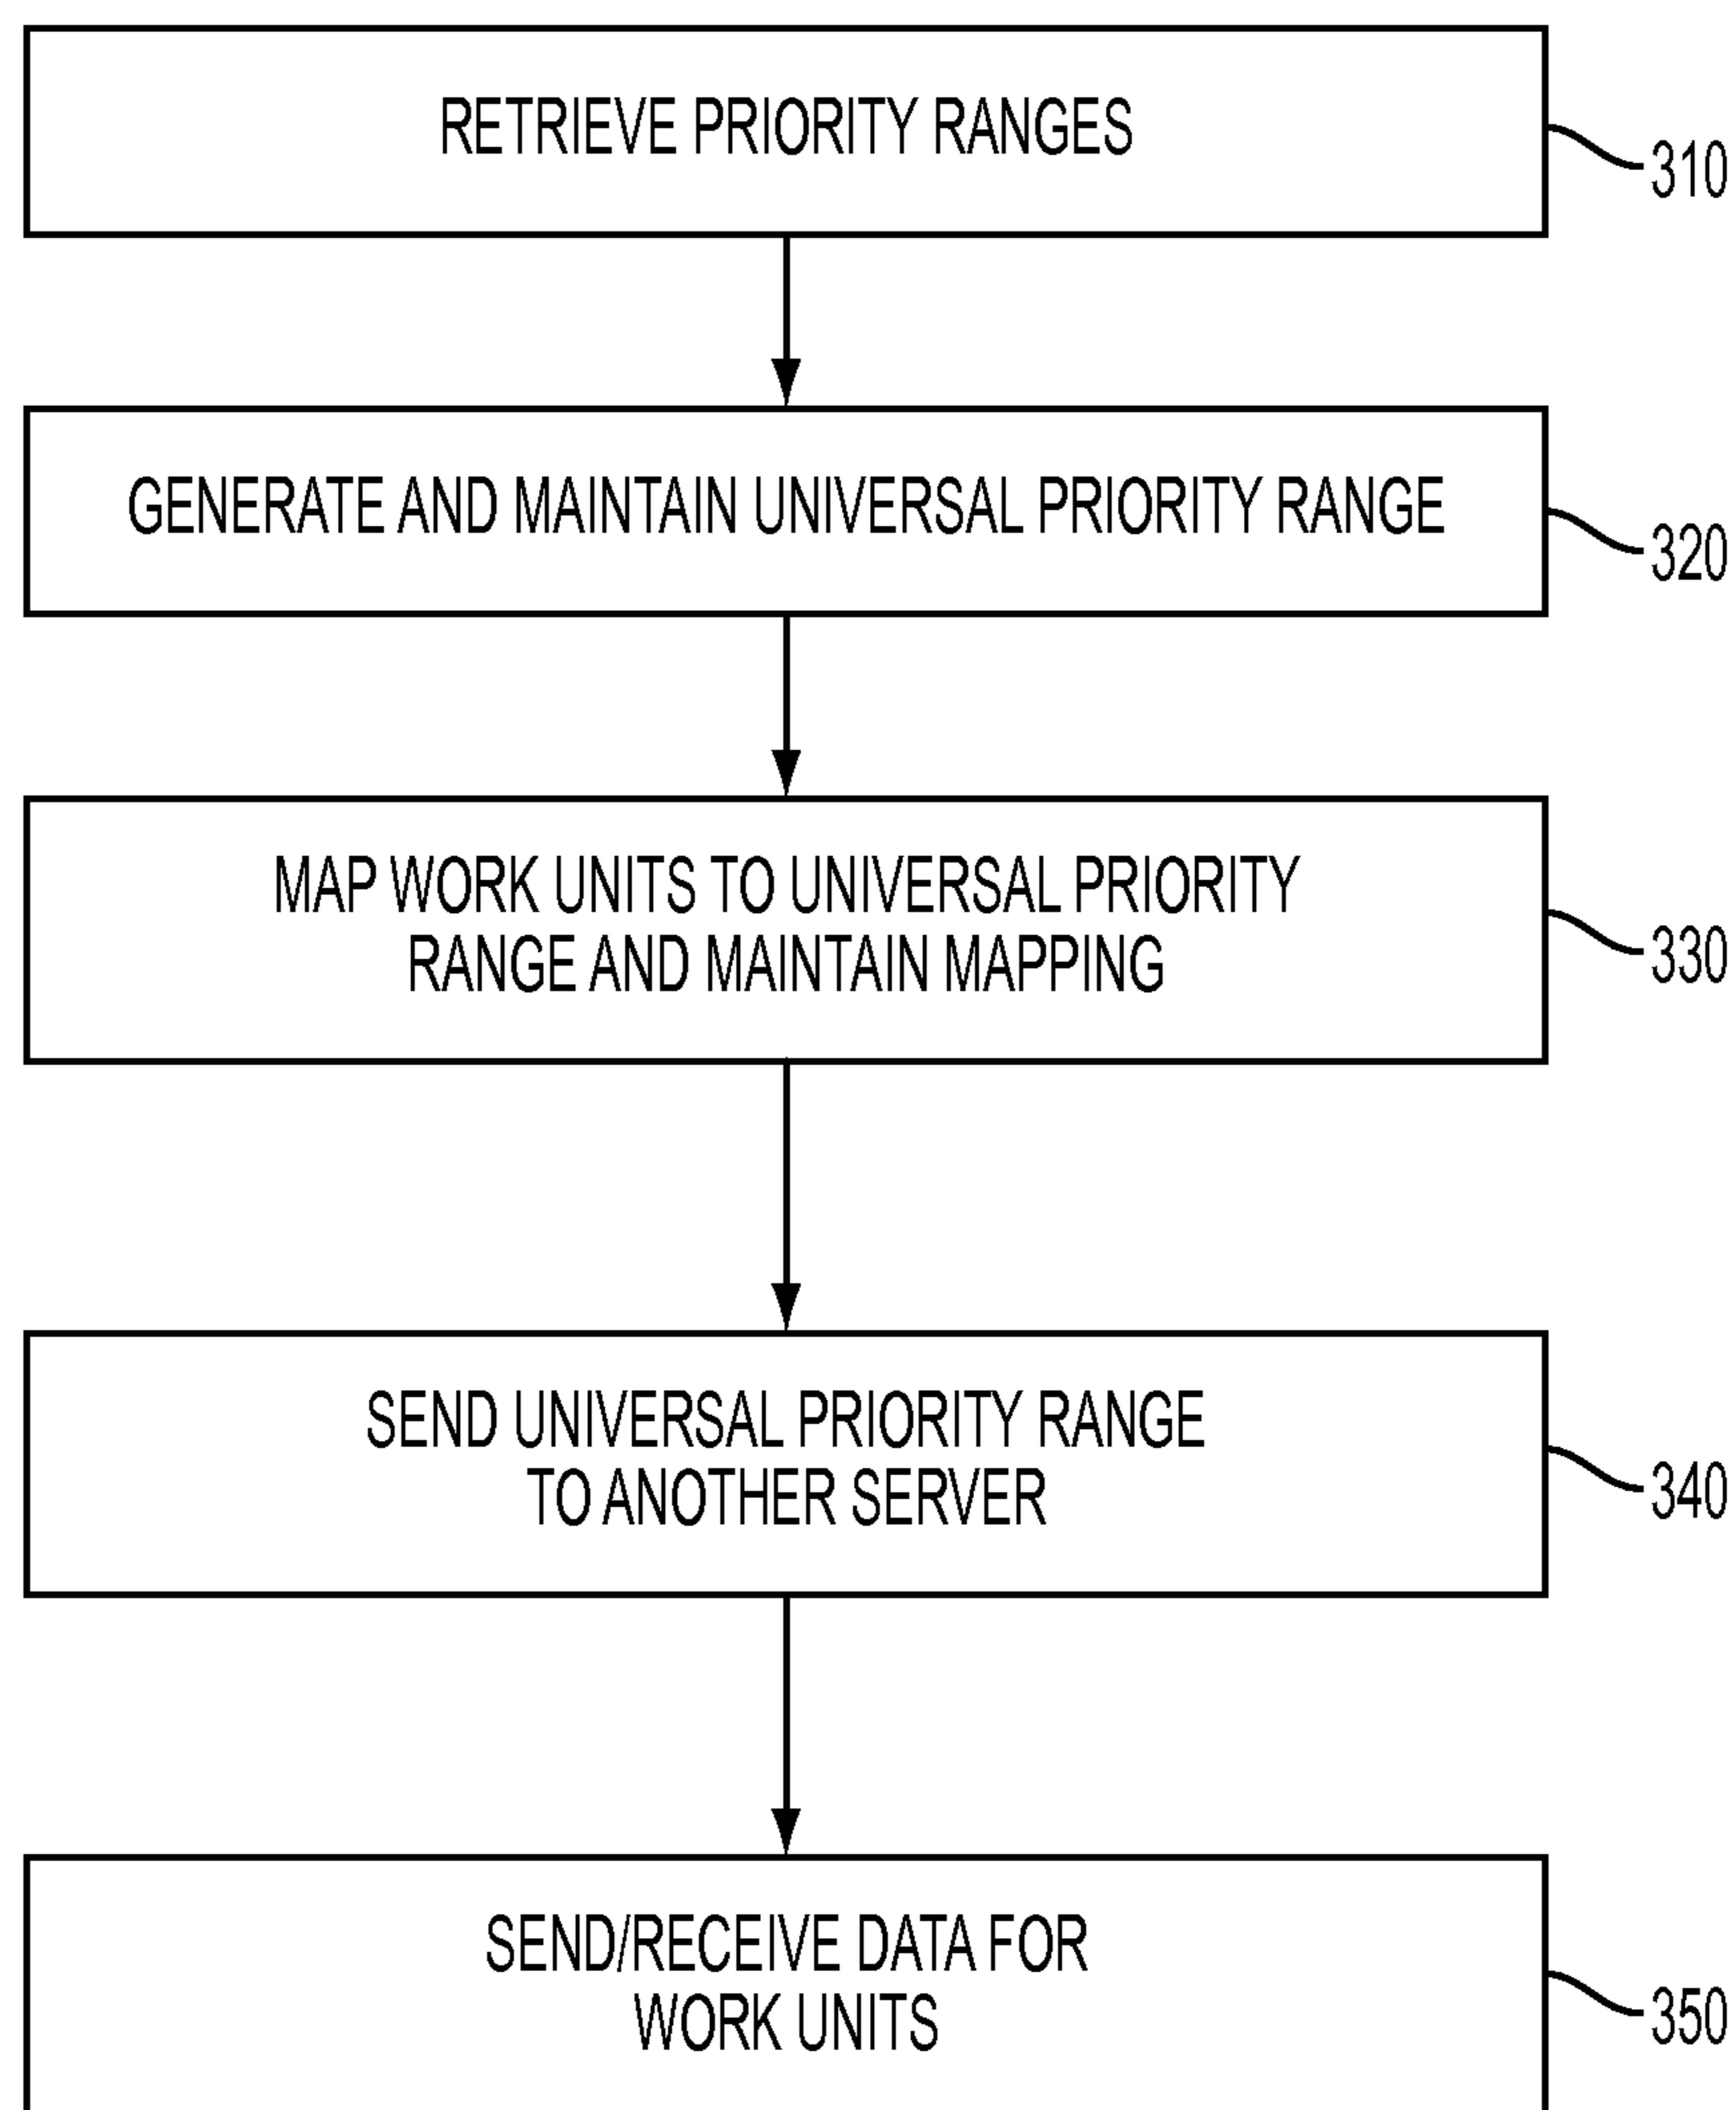 RETRIEVE PRIORITY RANGES
310
GENERATE AND MAINTAIN UNIVERSAL PRIORITY RANGE
320
MAP WORK UNITS TO UNIVERSAL PRIORITY
RANGE AND MAINTAIN MAPPING
330
SEND UNIVERSAL PRIORITY RANGE
TO ANOTHER SERVER
340
SEND/RECEIVE DATA FOR
WORK UNITS
350